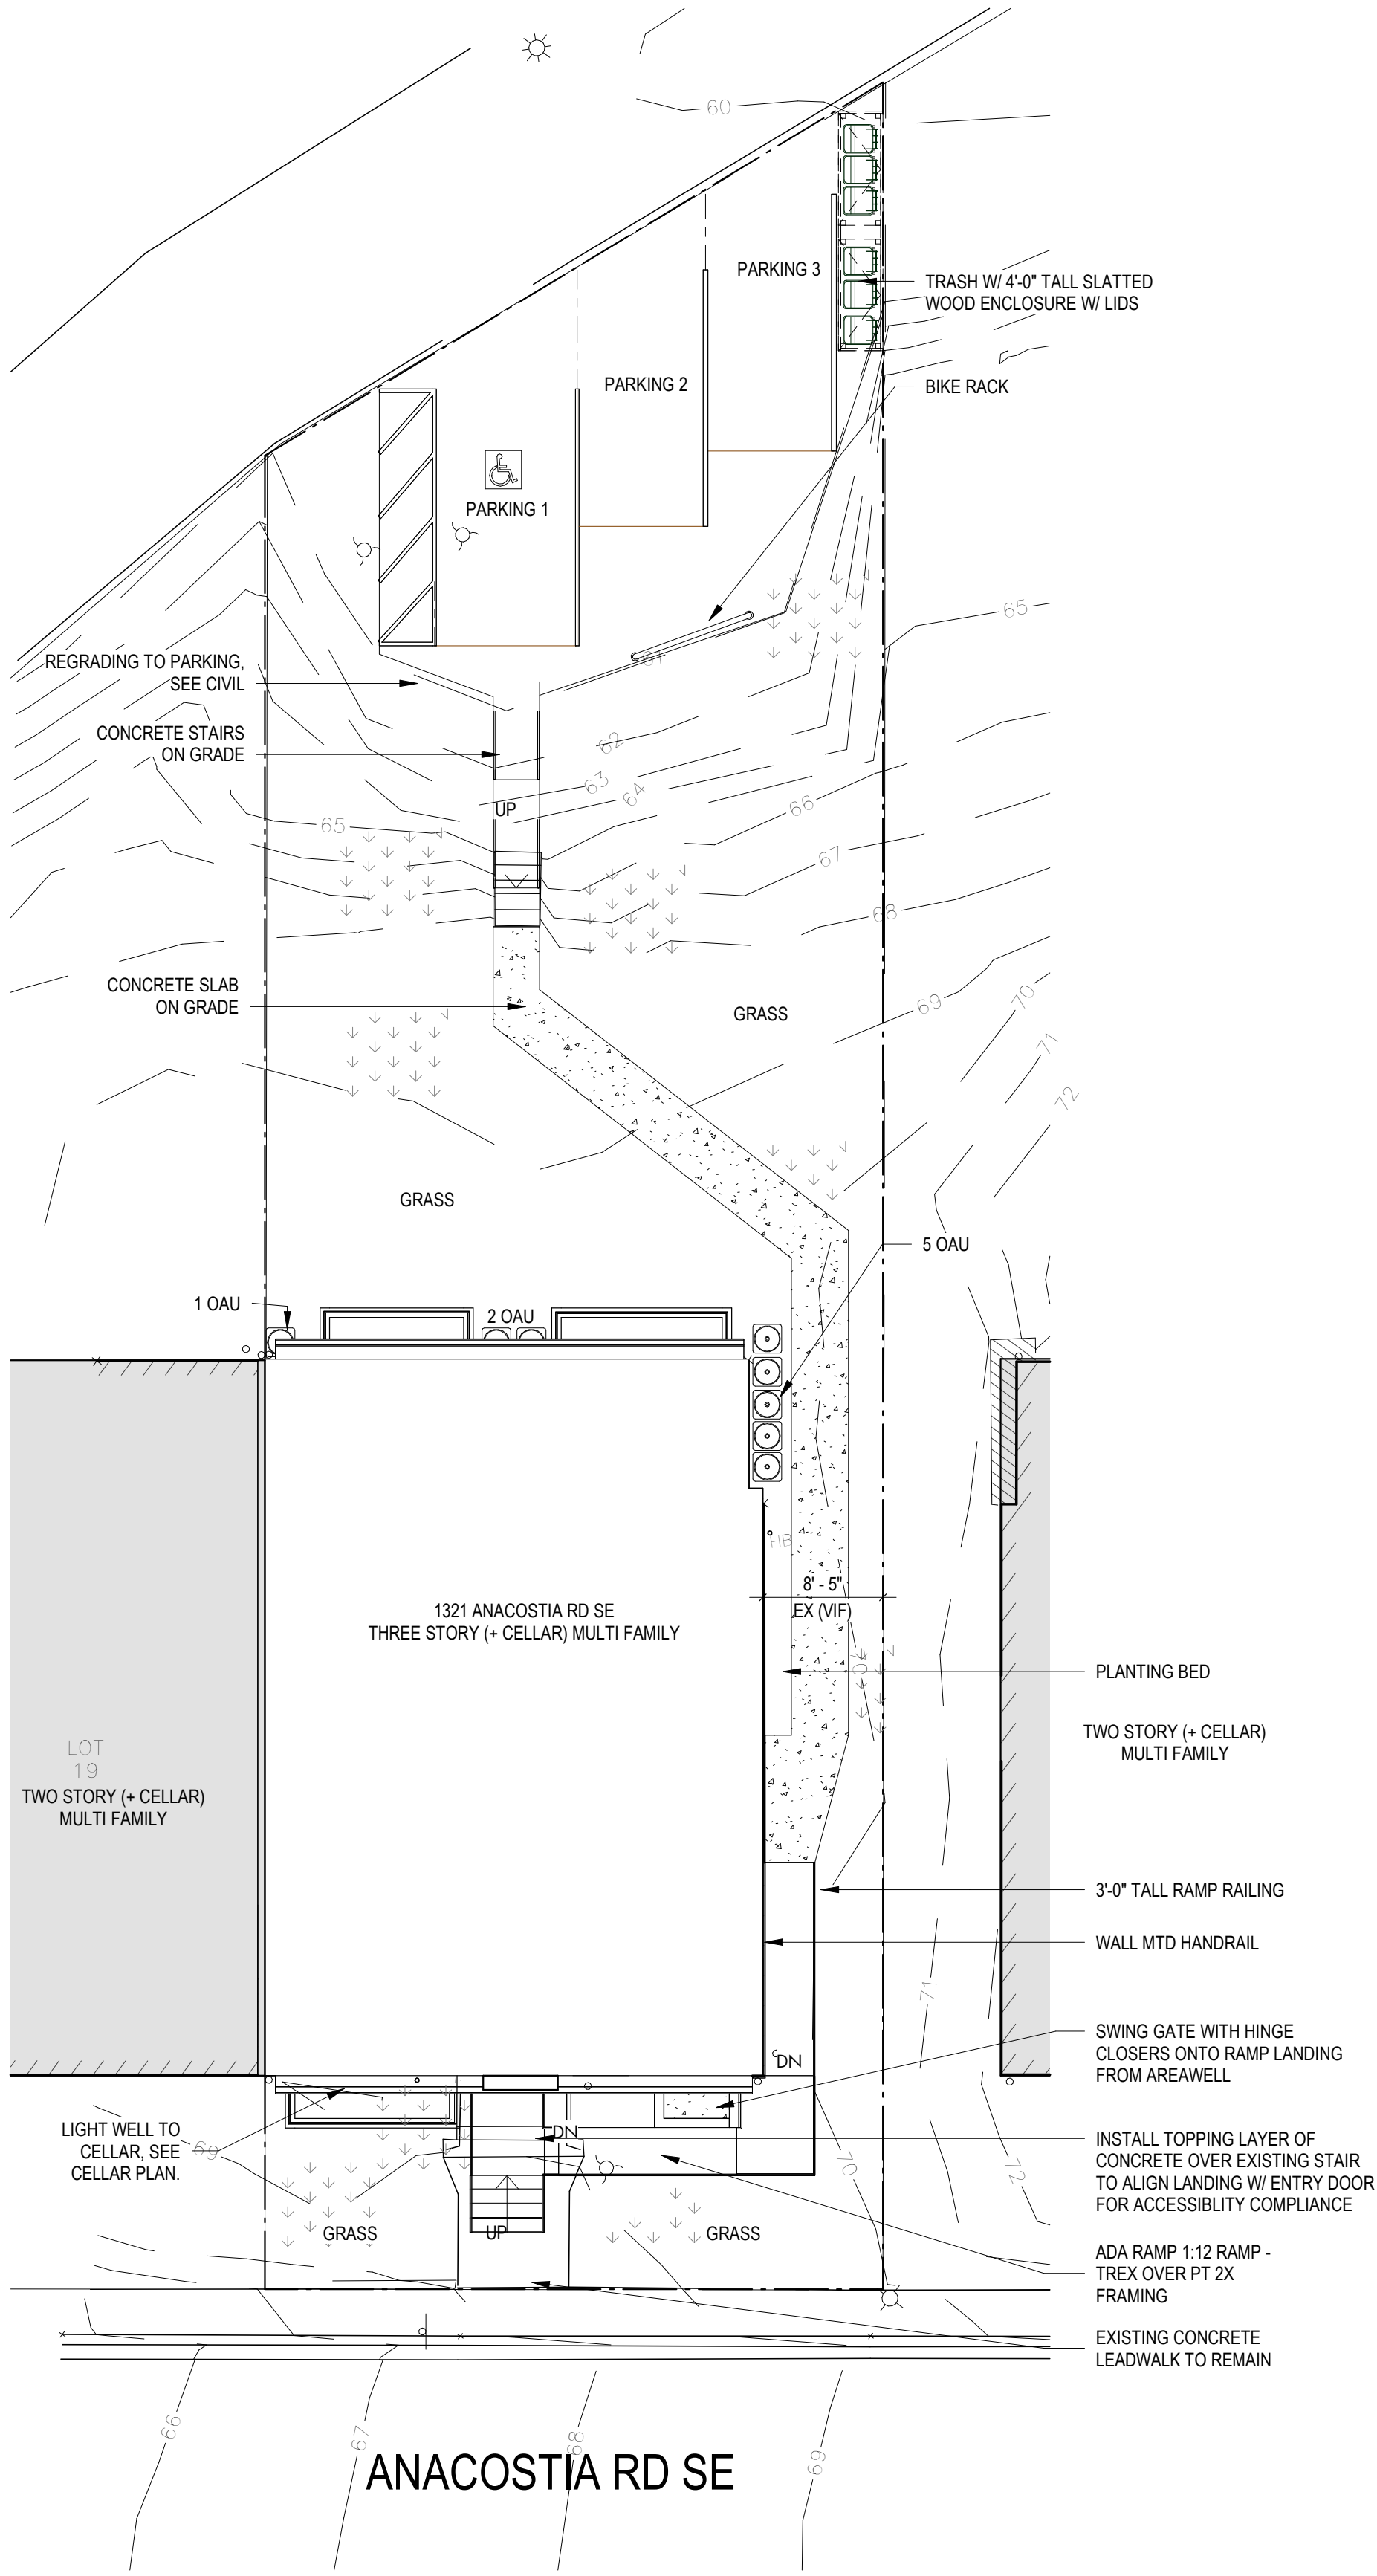 60
PARKING 3
TRASH W/ 4'-0" TALL SLATTED
WOOD ENCLOSURE W/ LIDS
PARKING 2
BIKE RACK
PARKING 1
65
61
REGRADING TO PARKING,
SEE CIVIL
CONCRETE STAIRS
ON GRADE
62
63
64
UP
66
65
67
68
CONCRETE SLAB
ON GRADE
GRASS
69
70
71
72
GRASS
5 OAU
1 OAU
2 OAU
HB
8' - 5"
EX (VIF)
1321 ANACOSTIA RD SE
THREE STORY (+ CELLAR) MULTI FAMILY
70
PLANTING BED
TWO STORY (+ CELLAR)
MULTI FAMILY
LOT
19
TWO STORY (+ CELLAR)
MULTI FAMILY
3'-0" TALL RAMP RAILING
WALL MTD HANDRAIL
71
SWING GATE WITH HINGE
CLOSERS ONTO RAMP LANDING
FROM AREAWELL
DN
LIGHT WELL TO
CELLAR, SEE
CELLAR PLAN.
69
DN
INSTALL TOPPING LAYER OF
CONCRETE OVER EXISTING STAIR
TO ALIGN LANDING W/ ENTRY DOOR
FOR ACCESSIBLITY COMPLIANCE
70
72
GRASS
UP
GRASS
ADA RAMP 1:12 RAMP -
TREX OVER PT 2X
FRAMING
EXISTING CONCRETE
LEADWALK TO REMAIN
66
67
68
69
ANACOSTIA RD SE